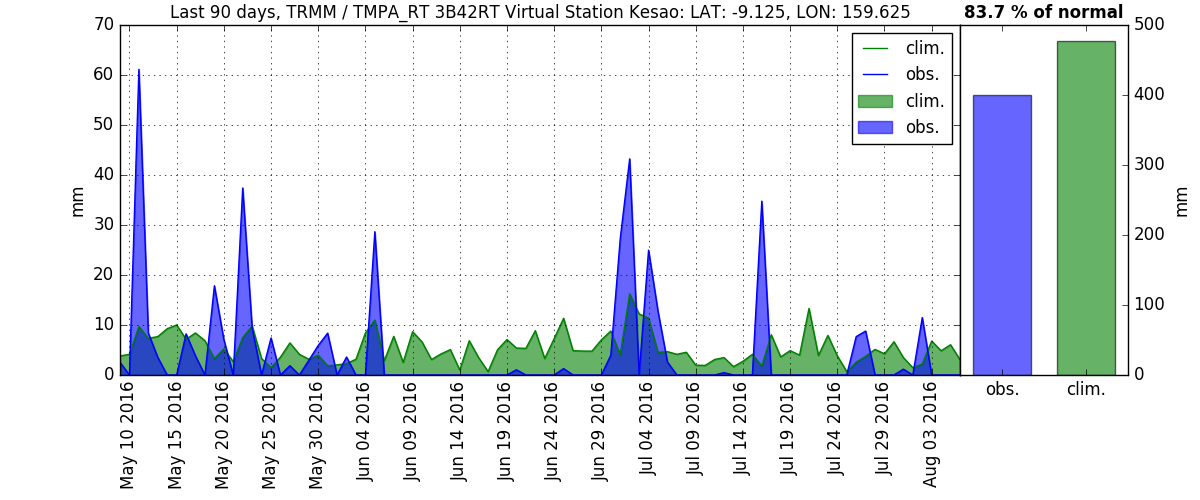 Last 90 days, TRMM / TMPA_RT 3B42RT Virtual Station Kesao: LAT: -9.125, LON: 159.625
83.7 % of normal
70
60
50
40
30
20
10
0
mm
clim.
obs.
clim.
obs.
May 10 2016
May 15 2016
May 20 2016
May 25 2016
May 30 2016
Jun 04 2016
Jun 09 2016
Jun 14 2016
Jun 19 2016
Jun 24 2016
Jun 29 2016
Jul 04 2016
Jul 09 2016
Jul 14 2016
Jul 19 2016
Jul 24 2016
Jul 29 2016
Aug 03 2016
500
400
300
200
100
0
mm
obs.
clim.